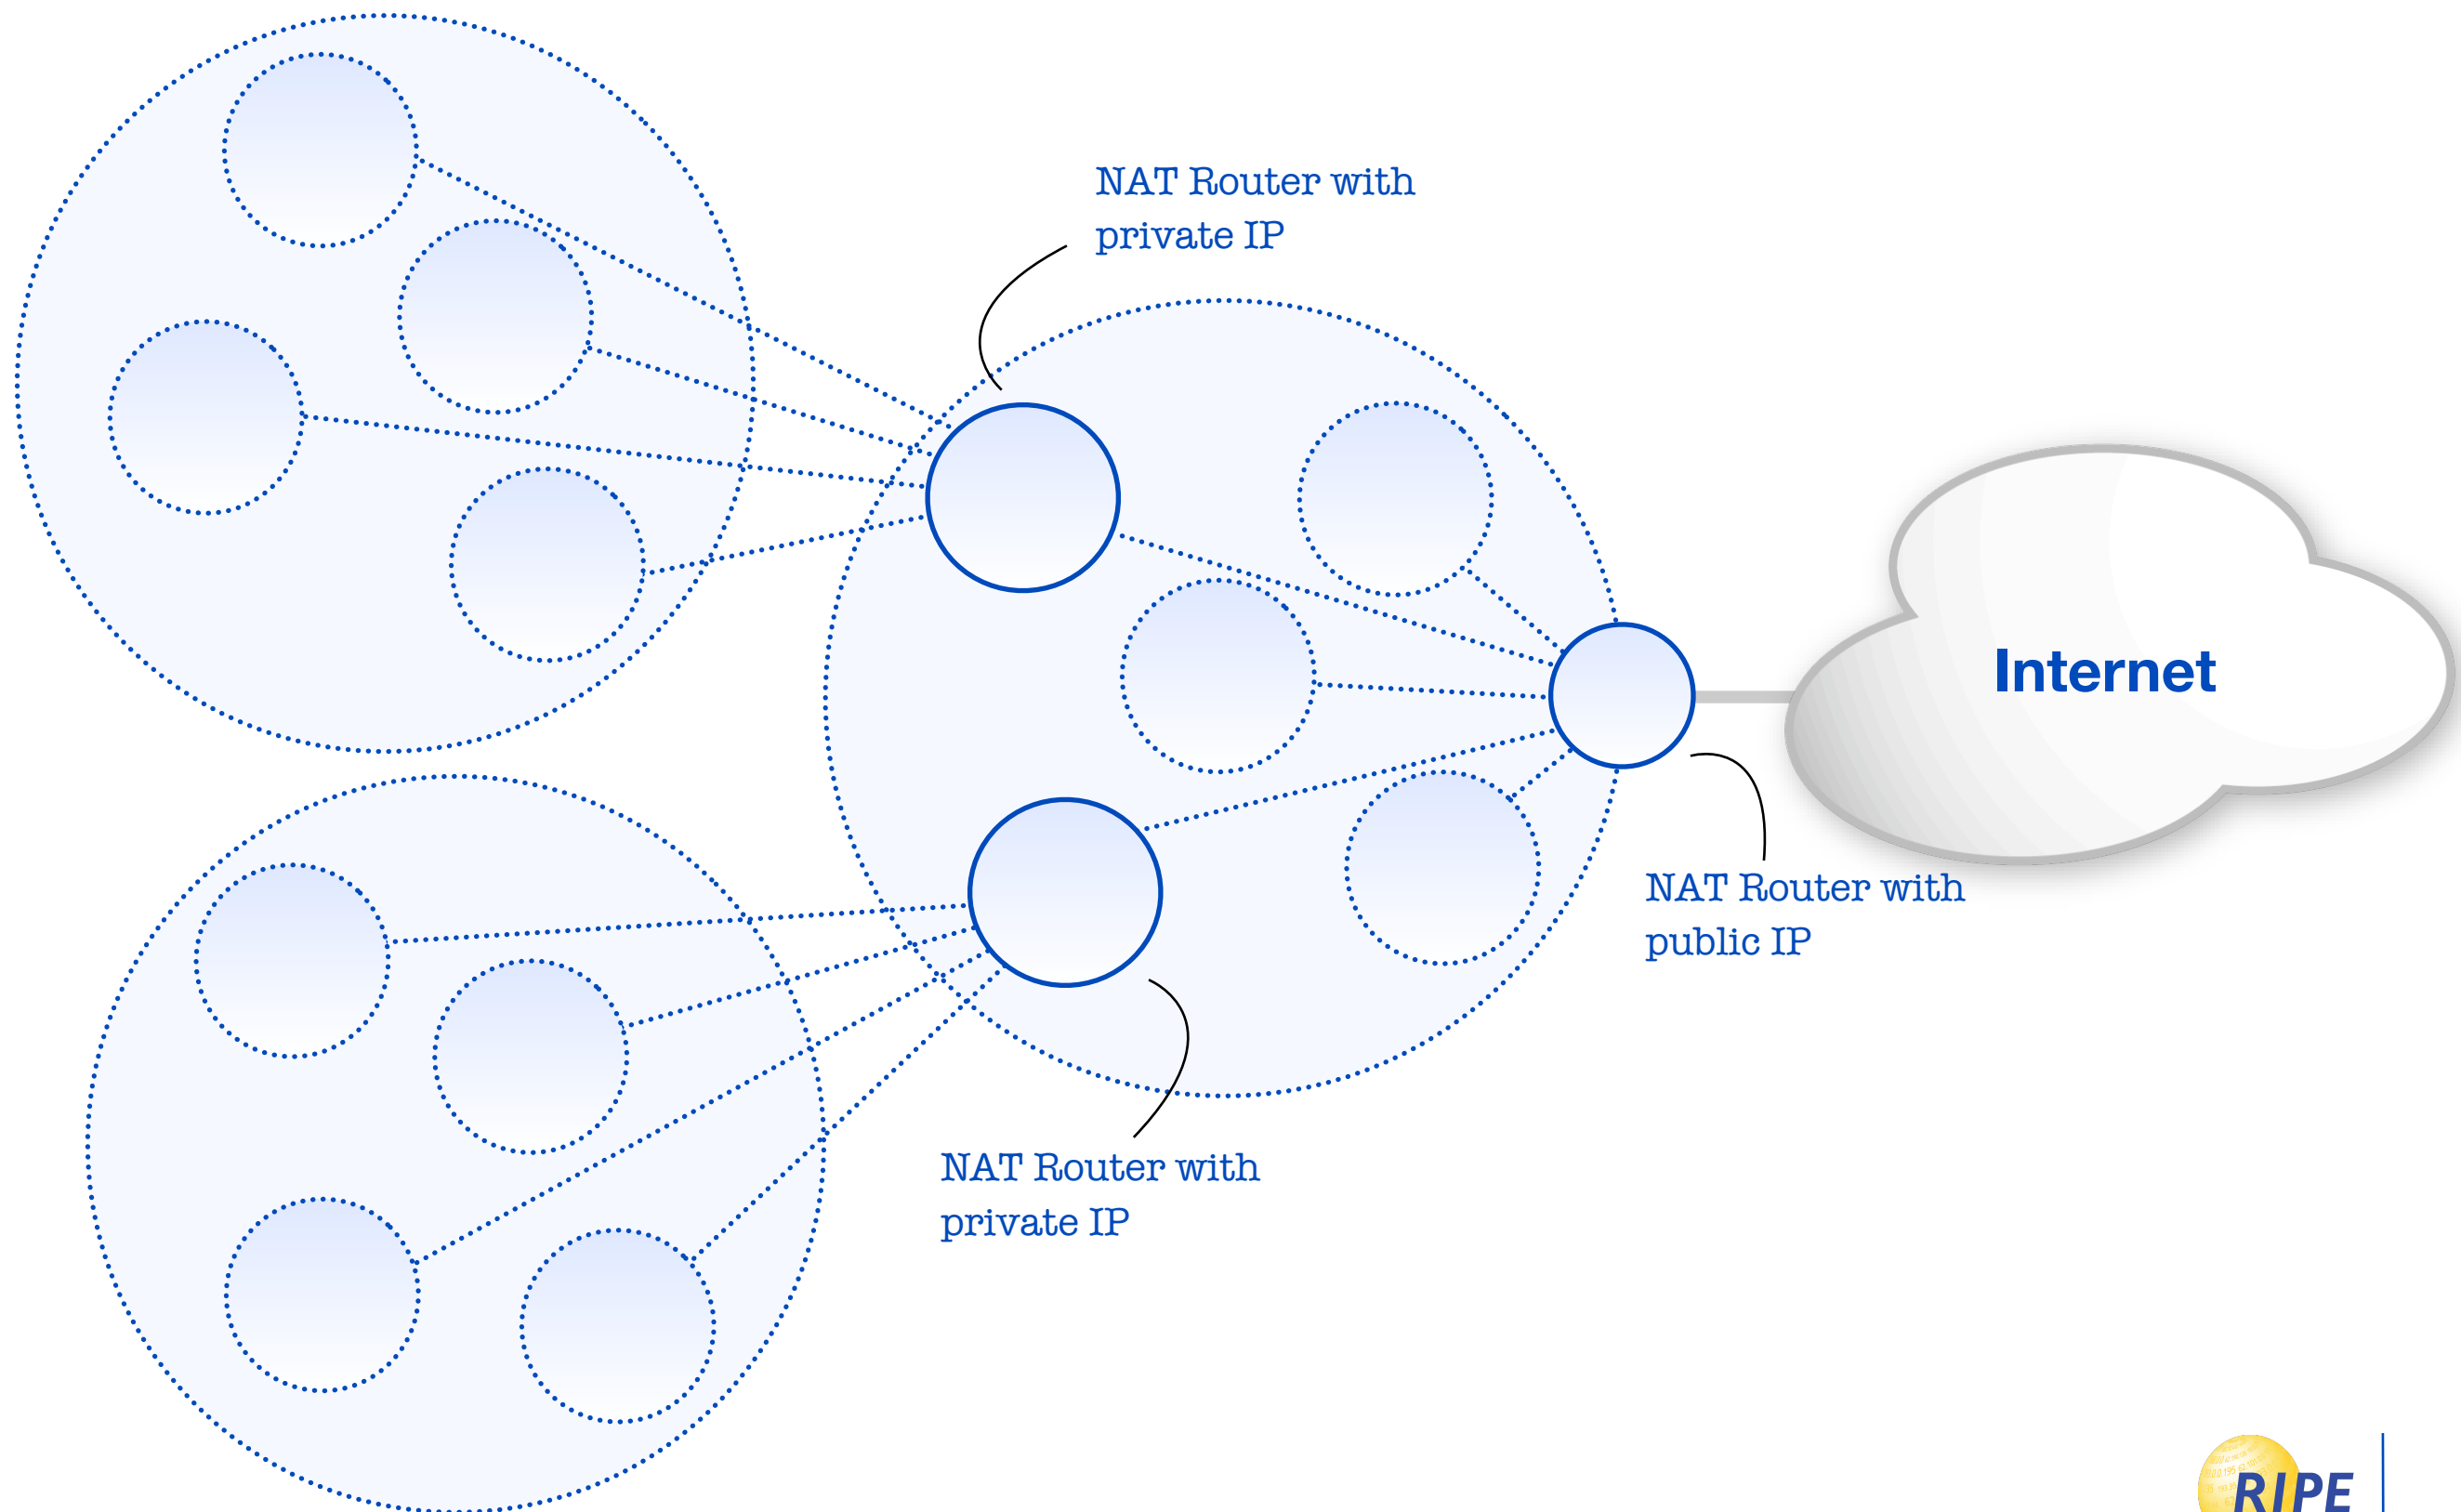 NAT Router with
private IP
Internet
NAT Router with
public IP
NAT Router with
private IP
RIPE